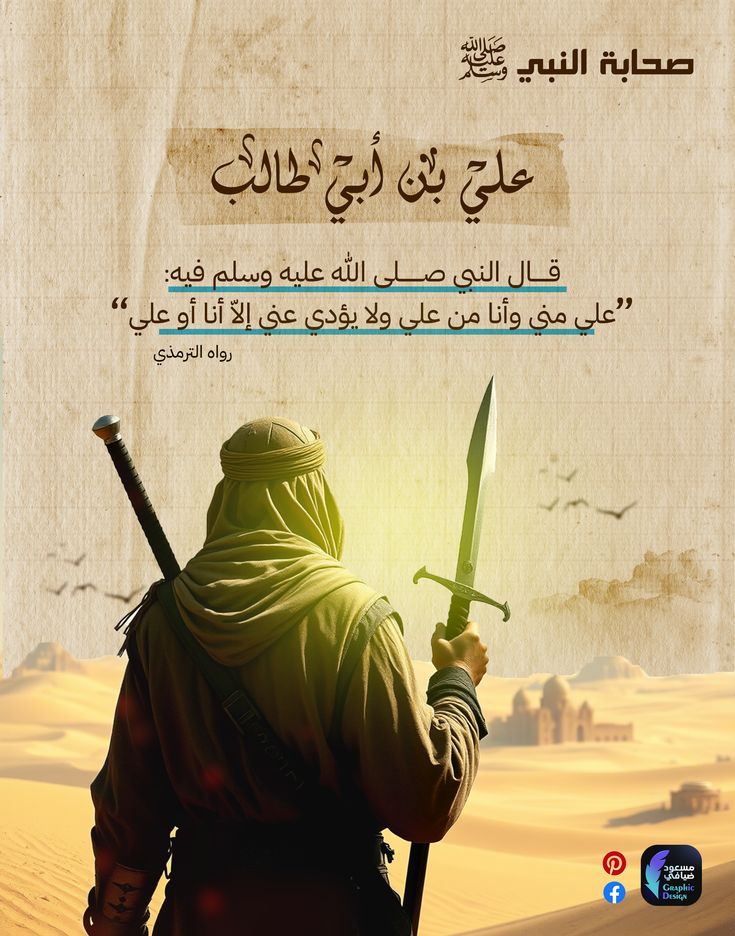 صحابة النبي ﷺ
علي بن أبي طالب
قال النبي صلى الله عليه وسلم فيه:
”علي مني وأنا من علي ولا يؤدي عني إلاّ أنا أو علي“
رواه الترمذي
مسعود
ضيافي
GRAPHIC
DESIGN